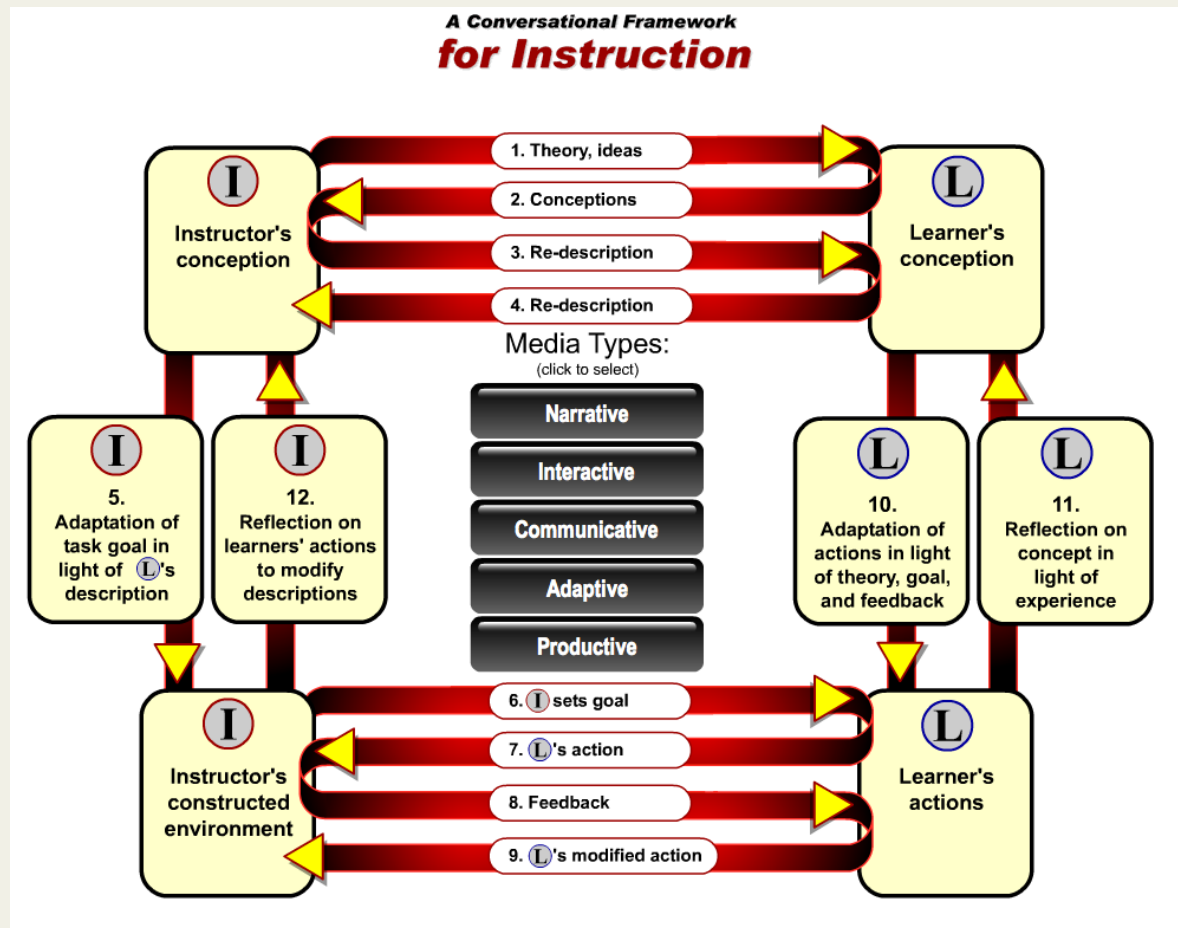 A Conversational Framework
for Instruction
I
Instructor's
conception
1. Theory, ideas
2. Conceptions
3. Re-description
4. Re-description
L
Learner's
conception
Media Types:
(click to select)
Narrative
Interactive
Communicative
Adaptive
Productive
I
5.
Adaptation of
task goal in
light of L's
description
I
12.
Reflection on
learners' actions
to modify
descriptions
L
10.
Adaptation of
actions in light
of theory, goal,
and feedback
L
11.
Reflection on
concept in
light of
experience
I
Instructor's
constructed
environment
6. I sets goal
7. L's action
8. Feedback
9. L's modified action
L
Learner's
actions